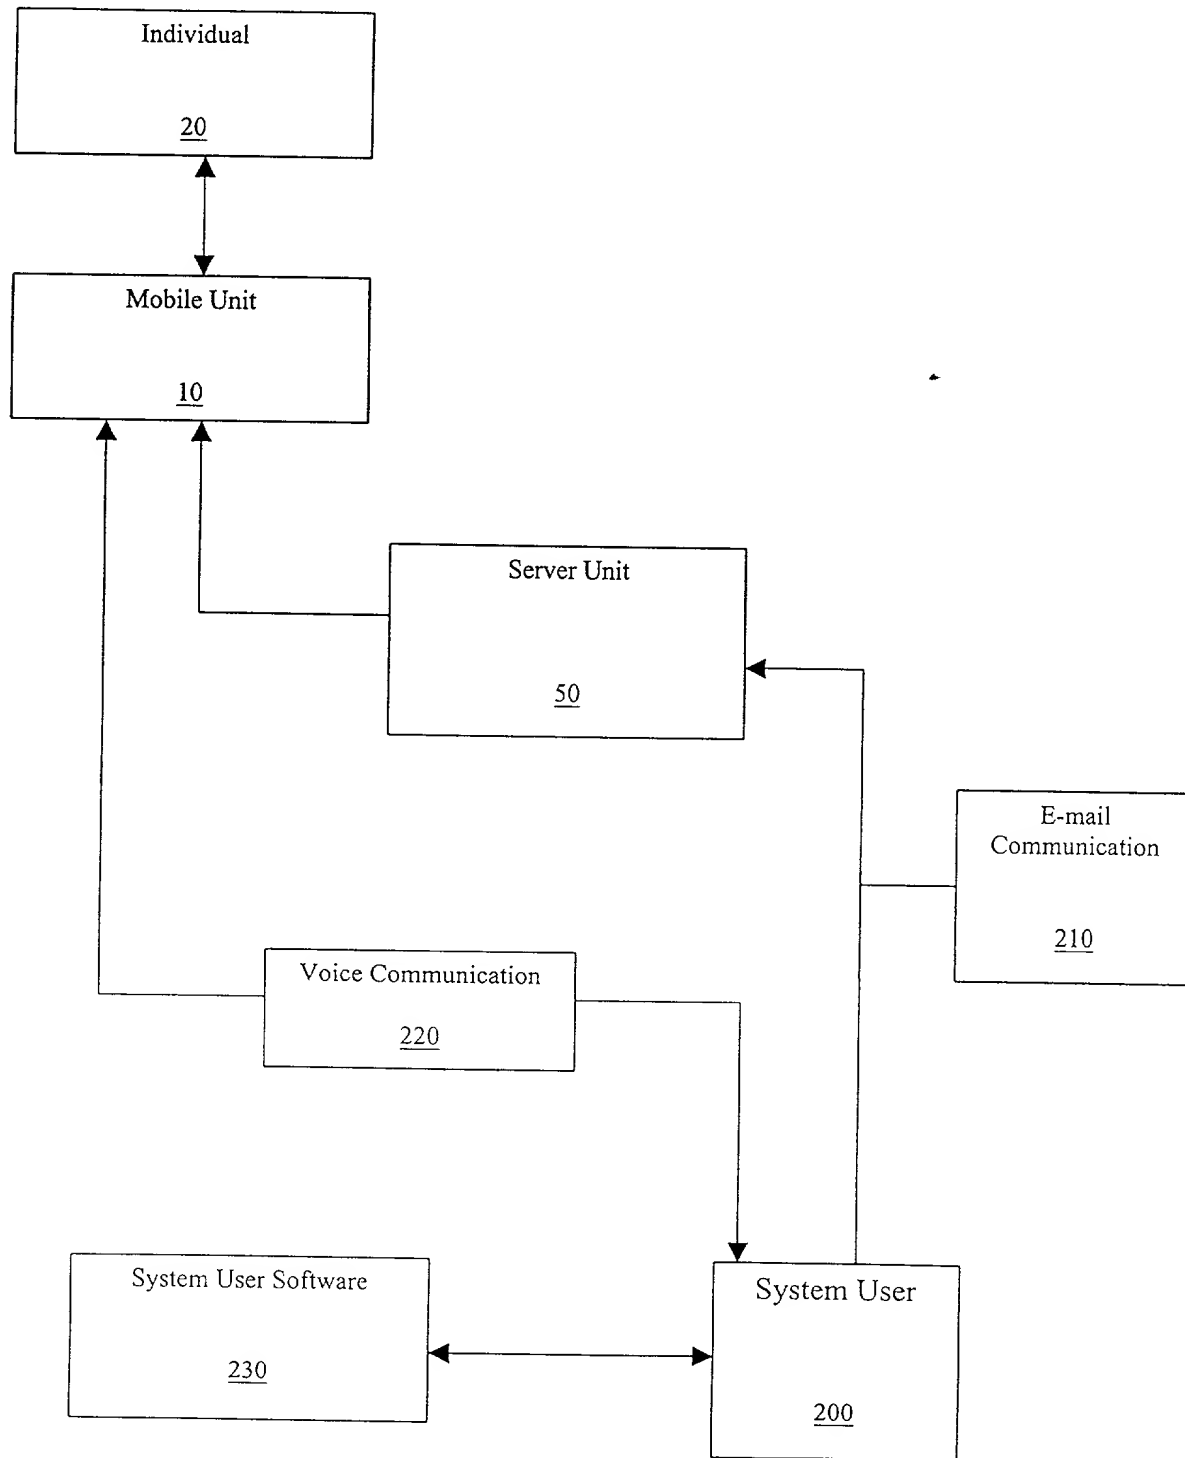 Individual
20
Mobile Unit
10
Server Unit
50
E-mail
Communication
210
Voice Communication
220
System User Software
230
System User
200